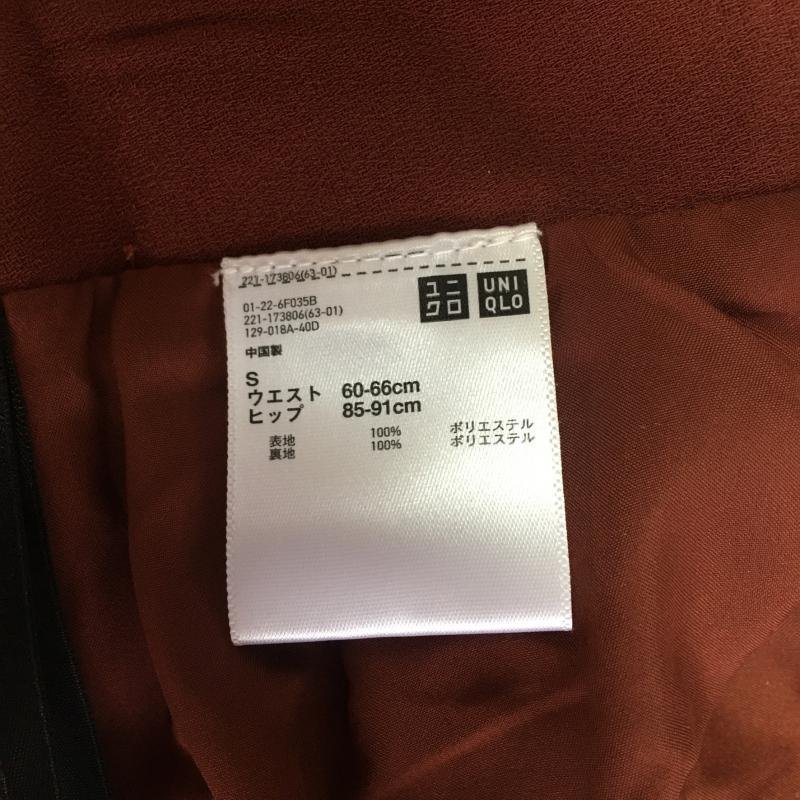 221-173806(63-01)
ユニ
クロ
UNI
QLO
01-22-6F035B
221-173806(63-01)
129-018A-40D
中国製
S
ウエスト 60-66cm
ヒップ 85-91cm
表地 100% ポリエステル
裏地 100% ポリエステル